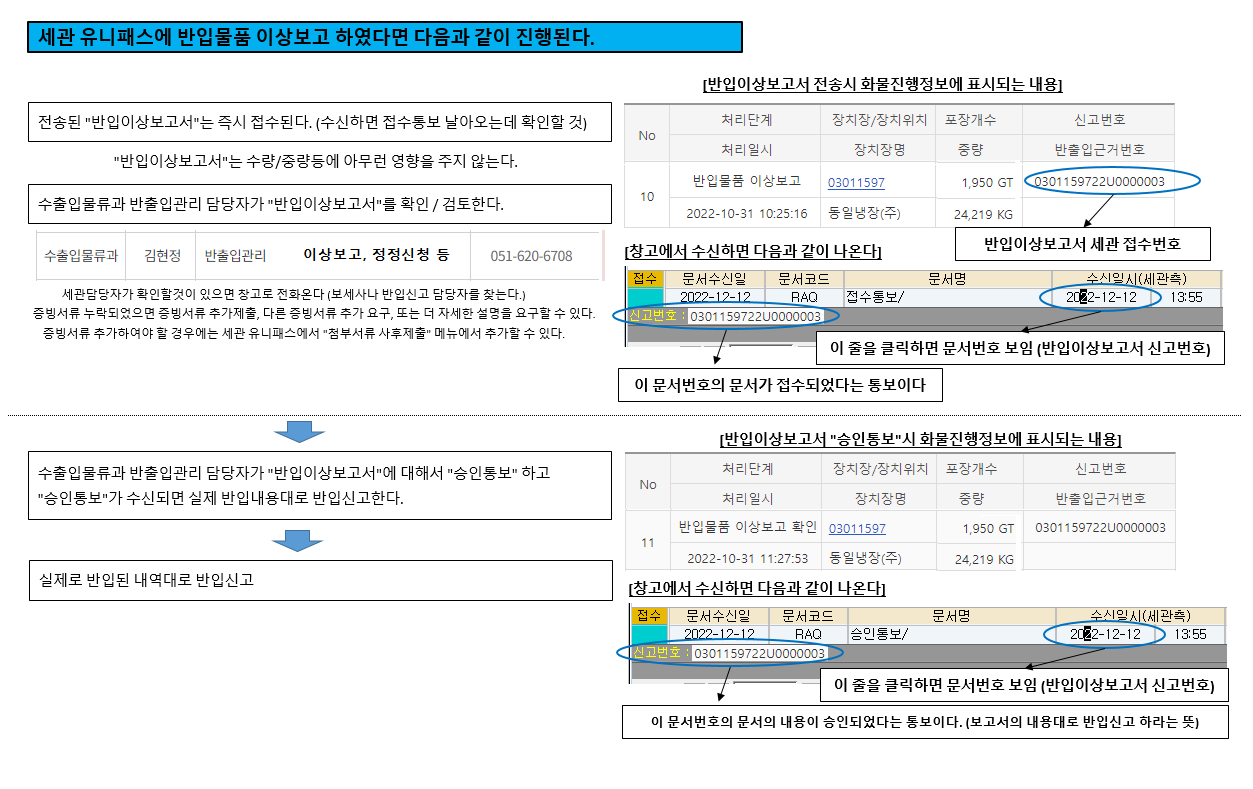 세관 유니패스에 반입물품 이상보고 하였다면 다음과 같이 진행된다.
전송된 "반입이상보고서"는 즉시 접수된다. (수신하면 접수통보 날아오는데 확인할 것)
"반입이상보고서"는 수량/중량등에 아무런 영향을 주지 않는다.
수출입물류과 반출입관리 담당자가 "반입이상보고서"를 확인 / 검토한다.
수출입물류과 김현정 반출입관리 이상보고, 정정신청 등 051-620-6708
세관담당자가 확인할것이 있으면 창고로 전화온다 (보세사나 반입신고 담당자를 찾는다.)
증빙서류 누락되었으면 증빙서류 추가제출, 다른 증빙서류 추가 요구, 또는 더 자세한 설명을 요구할 수 있다.
증빙서류 추가하여야 할 경우에는 세관 유니패스에서 "첨부서류 사후제출" 메뉴에서 추가할 수 있다.
[반입이상보고서 전송시 화물진행정보에 표시되는 내용]
No 처리단계 장치장/장치위치 포장개수 신고번호
처리일시 장치장명 중량 반출입근거번호
10 반입물품 이상보고 03011597 1,950 GT 0301159722U0000003
2022-10-31 10:25:16 동일냉장(주) 24,219 KG
반입이상보고서 세관 접수번호
[창고에서 수신하면 다음과 같이 나온다]
접수 문서수신일 문서코드 문서명 수신일시(세관측)
2022-12-12 RAQ 접수통보/ 2022-12-12 13:55
신고번호 : 0301159722U0000003
이 줄을 클릭하면 문서번호 보임 (반입이상보고서 신고번호)
이 문서번호의 문서가 접수되었다는 통보이다
수출입물류과 반출입관리 담당자가 "반입이상보고서"에 대해서 "승인통보" 하고
"승인통보"가 수신되면 실제 반입내용대로 반입신고한다.
실제로 반입된 내역대로 반입신고
[반입이상보고서 "승인통보"시 화물진행정보에 표시되는 내용]
No 처리단계 장치장/장치위치 포장개수 신고번호
처리일시 장치장명 중량 반출입근거번호
11 반입물품 이상보고 확인 03011597 1,950 GT 0301159722U0000003
2022-10-31 11:27:53 동일냉장(주) 24,219 KG
[창고에서 수신하면 다음과 같이 나온다]
접수 문서수신일 문서코드 문서명 수신일시(세관측)
2022-12-12 RAQ 승인통보/ 2022-12-12 13:55
신고번호 : 0301159722U0000003
이 줄을 클릭하면 문서번호 보임 (반입이상보고서 신고번호)
이 문서번호의 문서의 내용이 승인되었다는 통보이다. (보고서의 내용대로 반입신고 하라는 뜻)